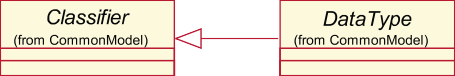 Classifier
(from CommonModel)
DataType
(from CommonModel)